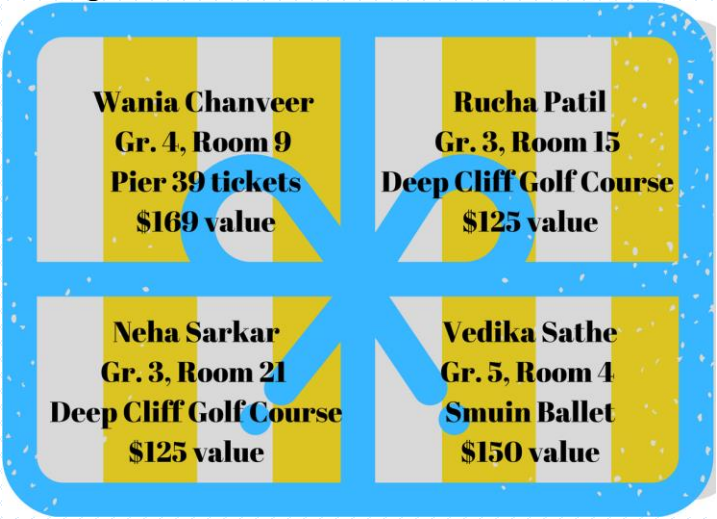 Wania Chanveer
Gr. 4, Room 9
Pier 39 tickets
$169 value
Rucha Patil
Gr. 3, Room 15
Deep Cliff Golf Course
$125 value
Neha Sarkar
Gr. 3, Room 21
Deep Cliff Golf Course
$125 value
Vedika Sathe
Gr. 5, Room 4
Smuin Ballet
$150 value